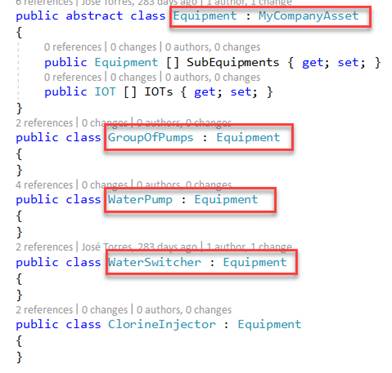 6 references | José Torres, 283 days ago | 1 author, 1 change
public abstract class Equipment : MyCompanyAsset
{
0 references | 0 changes | 0 authors, 0 changes
public Equipment [] SubEquipments { get; set; }
0 references | 0 changes | 0 authors, 0 changes
public IOT [] IOTs { get; set; }
}
2 references | 0 changes | 0 authors, 0 changes
public class GroupOfPumps : Equipment
{
}
4 references | 0 changes | 0 authors, 0 changes
public class WaterPump : Equipment
{
}
2 references | José Torres, 283 days ago | 1 author, 1 change
public class WaterSwitcher : Equipment
{
}
2 references | 0 changes | 0 authors, 0 changes
public class ClorineInjector : Equipment
{
}